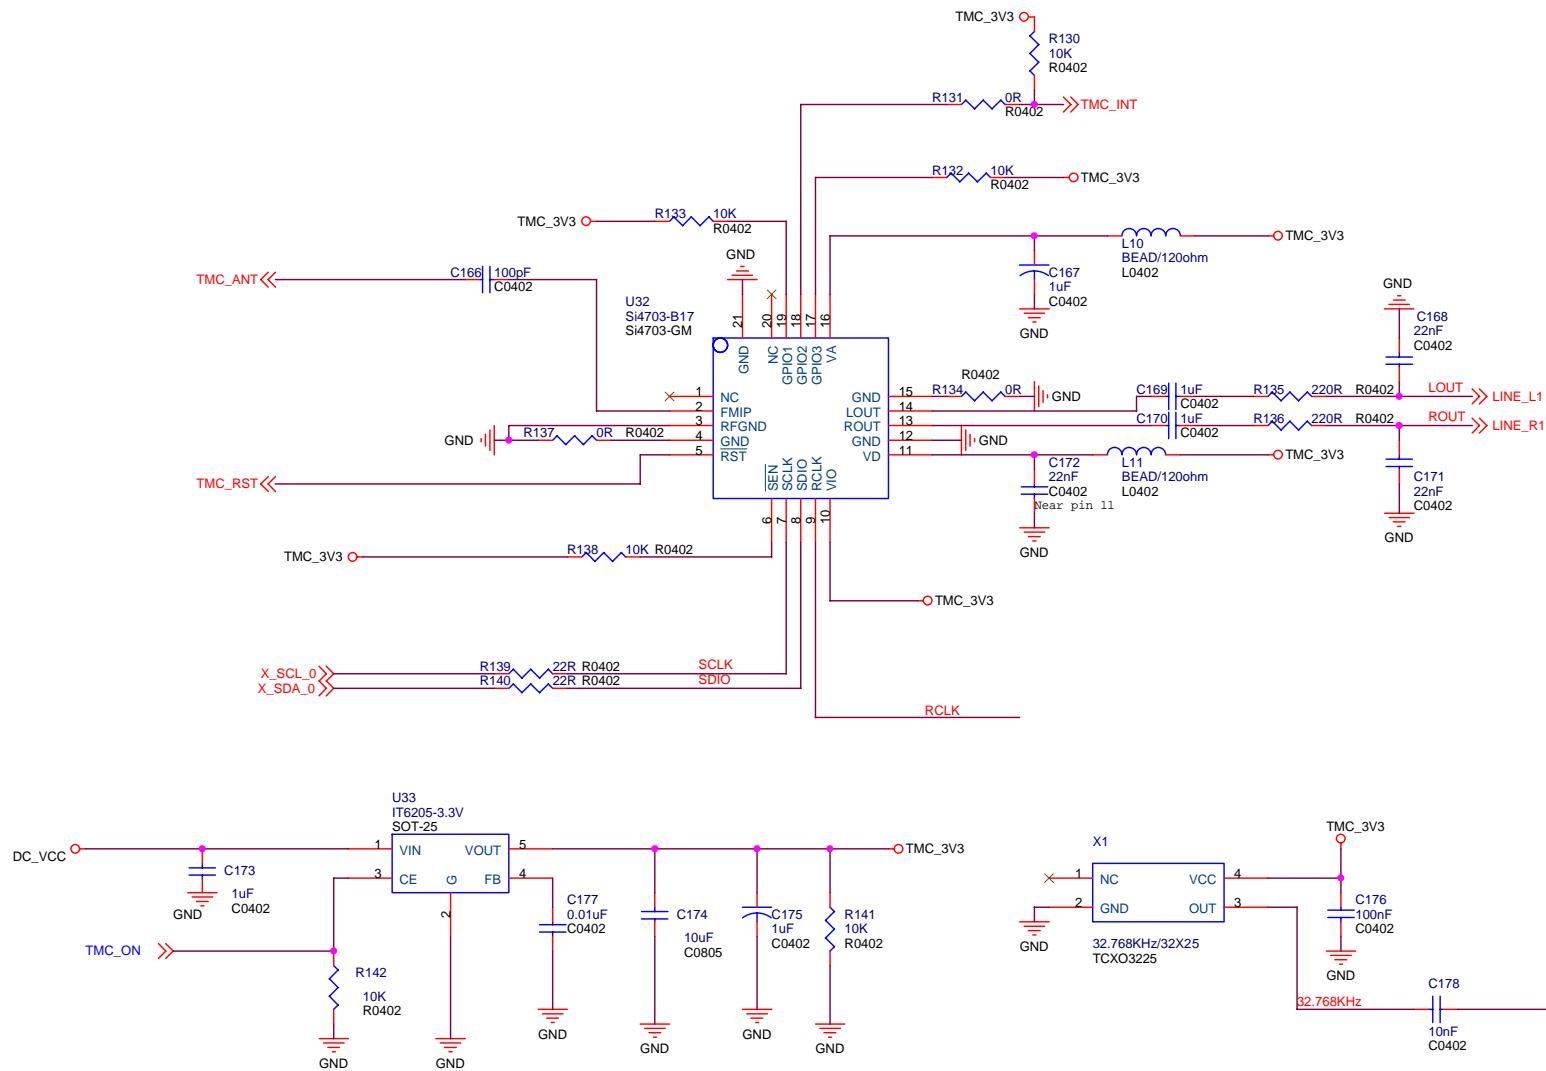 TMC_3V3
R130
10K
R0402
R131 0R
R0402
TMC_INT
R132 10K
R0402
TMC_3V3
TMC_3V3
R133 10K
R0402
GND
TMC_3V3
L10
BEAD/120ohm
L0402
C167
1uF
C0402
GND
TMC_ANT
C166 100pF
C0402
U32
Si4703-B17
Si4703-GM
21
20
19
18
17
16
GND
NC
GPIO1
GPIO2
GPIO3
VA
GND
C168
22nF
C0402
1 NC
2 FMIP
3 RFGND
4 GND
5 RST
GND 15
LOUT 14
ROUT 13
GND 12
VD 11
R0402
R134 0R
GND
C169 1uF
C0402
R135 220R R0402
LOUT
LINE_L1
C170 1uF
C0402
R136 220R R0402
ROUT
LINE_R1
GND
R137 0R R0402
GND
TMC_RST
SEN
SCLK
SDIO
RCLK
VIO
6
7
8
9
10
C172
22nF
C0402
Near pin 11
GND
L11
BEAD/120ohm
L0402
TMC_3V3
C171
22nF
C0402
GND
TMC_3V3
R138 10K R0402
TMC_3V3
X_SCL_0
R139 22R R0402
SCLK
X_SDA_0
R140 22R R0402
SDIO
RCLK
U33
IT6205-3.3V
SOT-25
DC_VCC
1 VIN
VOUT 5
3 CE
FB 4
G
2
TMC_3V3
C173
1uF
C0402
GND
C177
0.01uF
C0402
GND
C174
10uF
C0805
GND
C175
1uF
C0402
GND
R141
10K
R0402
GND
TMC_ON
R142
10K
R0402
GND
GND
X1
TMC_3V3
1 NC
VCC 4
2 GND
OUT 3
GND
C176
100nF
C0402
GND
32.768KHz/32X25
TCXO3225
32.768KHz
C178
10nF
C0402